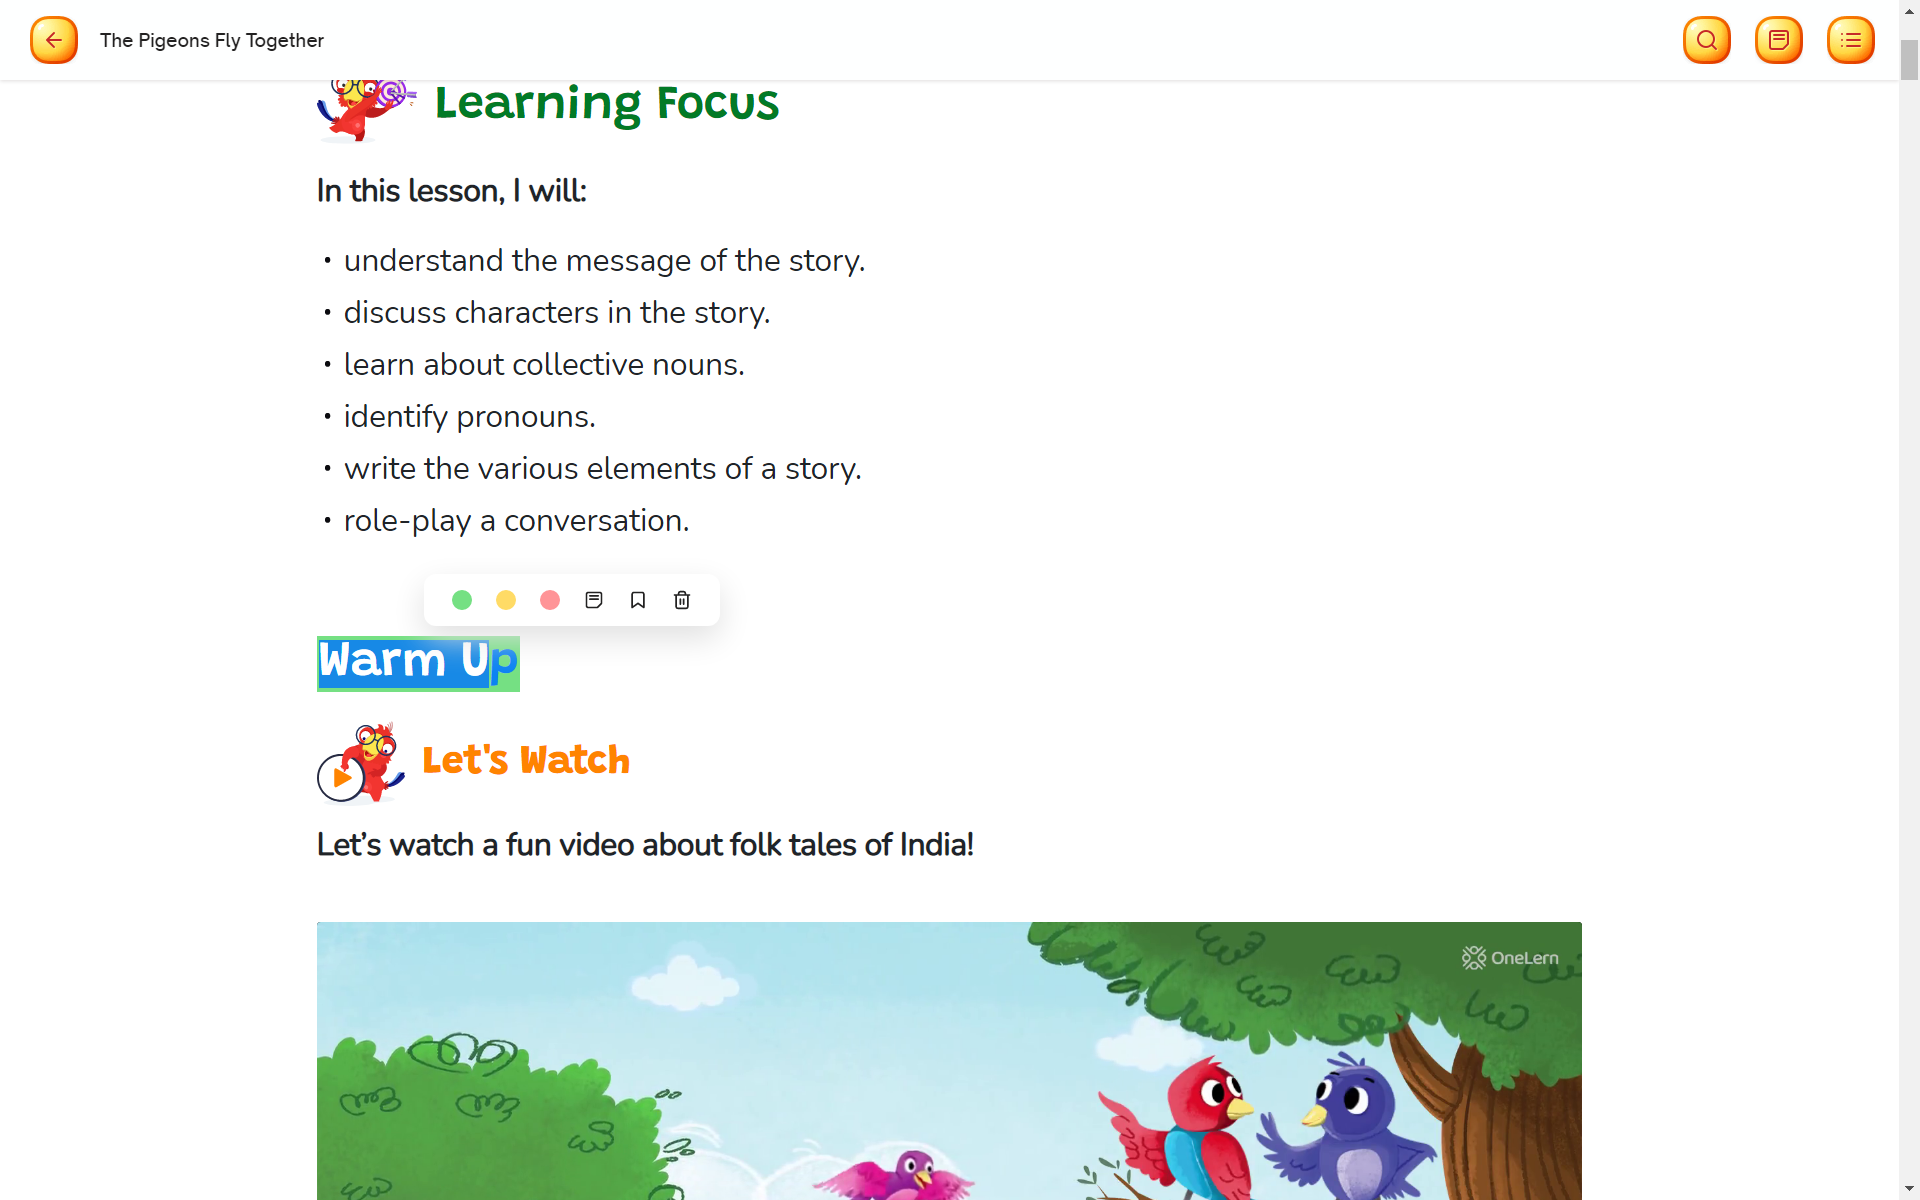 The Pigeons Fly Together
Learning Focus
In this lesson, I will:
• understand the message of the story.
• discuss characters in the story.
• learn about collective nouns.
• identify pronouns.
• write the various elements of a story.
• role-play a conversation.
Warm Up
Let's Watch
Let’s watch a fun video about folk tales of India!
OneLern